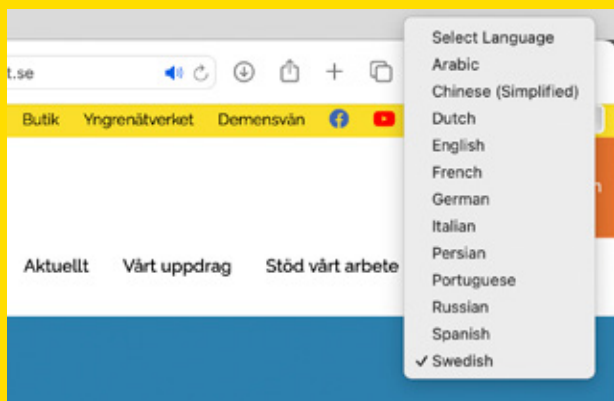 t.se
Butik Yngrenätverket Demensvän
Aktuellt Vårt uppdrag Stöd vårt arbete
Select Language
Arabic
Chinese (Simplified)
Dutch
English
French
German
Italian
Persian
Portuguese
Russian
Spanish
✓ Swedish